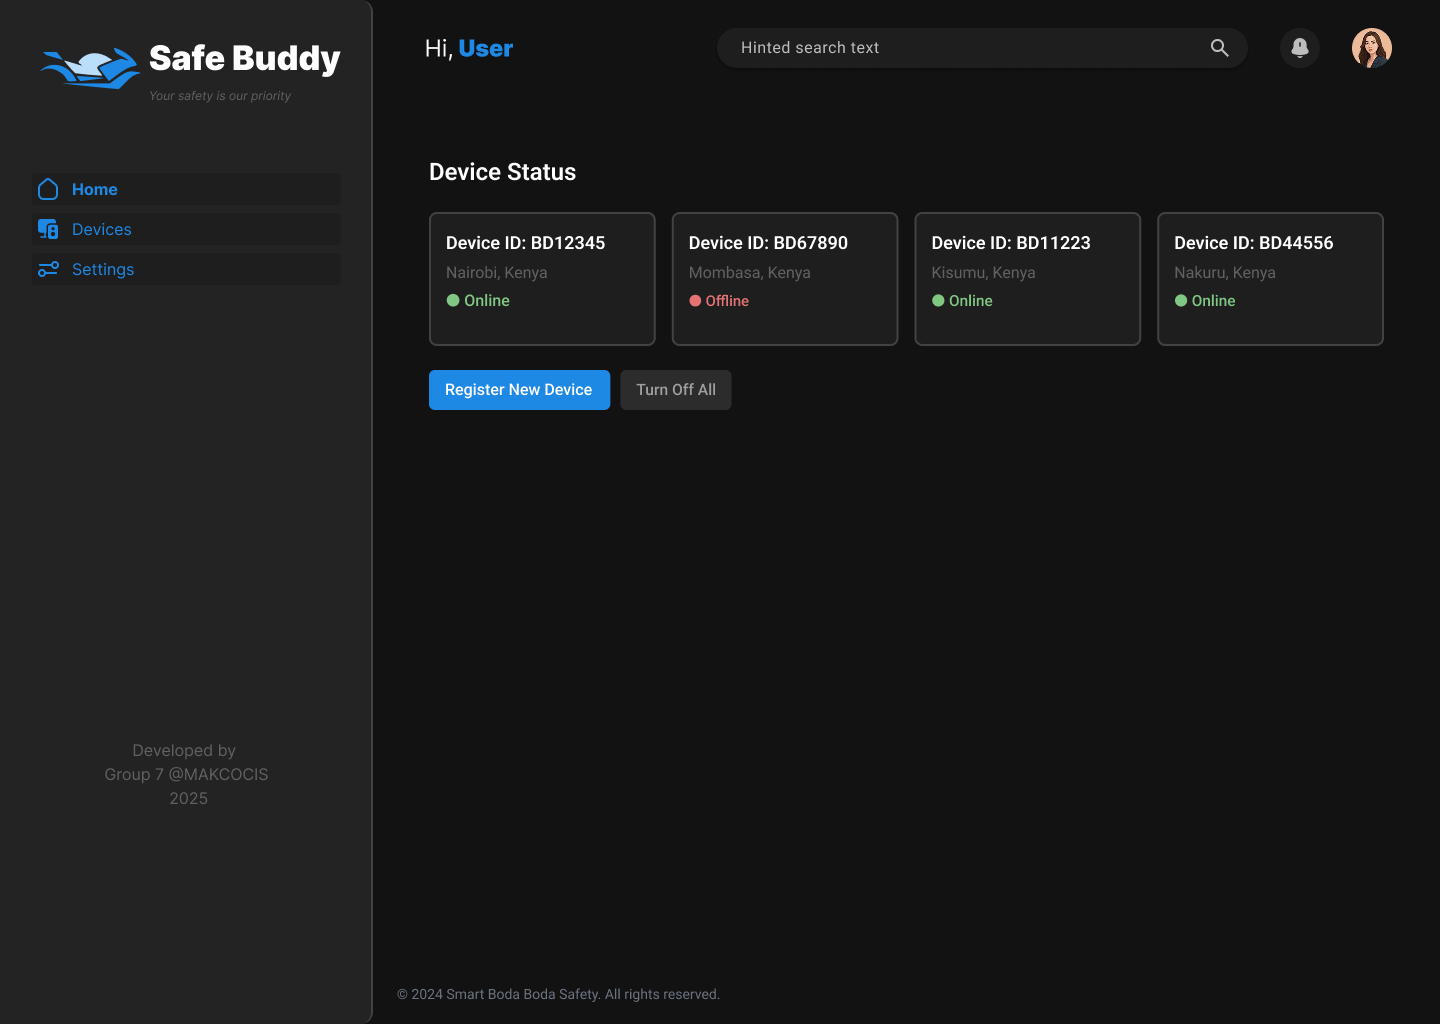 Safe Buddy
Your safety is our priority
Home
Devices
Settings
Developed by
Group 7 @MAKCOCIS
2025
Hi, User
Hinted search text
Device Status
Device ID: BD12345
Nairobi, Kenya
Online
Device ID: BD67890
Mombasa, Kenya
Offline
Device ID: BD11223
Kisumu, Kenya
Online
Device ID: BD44556
Nakuru, Kenya
Online
Register New Device
Turn Off All
© 2024 Smart Boda Boda Safety. All rights reserved.